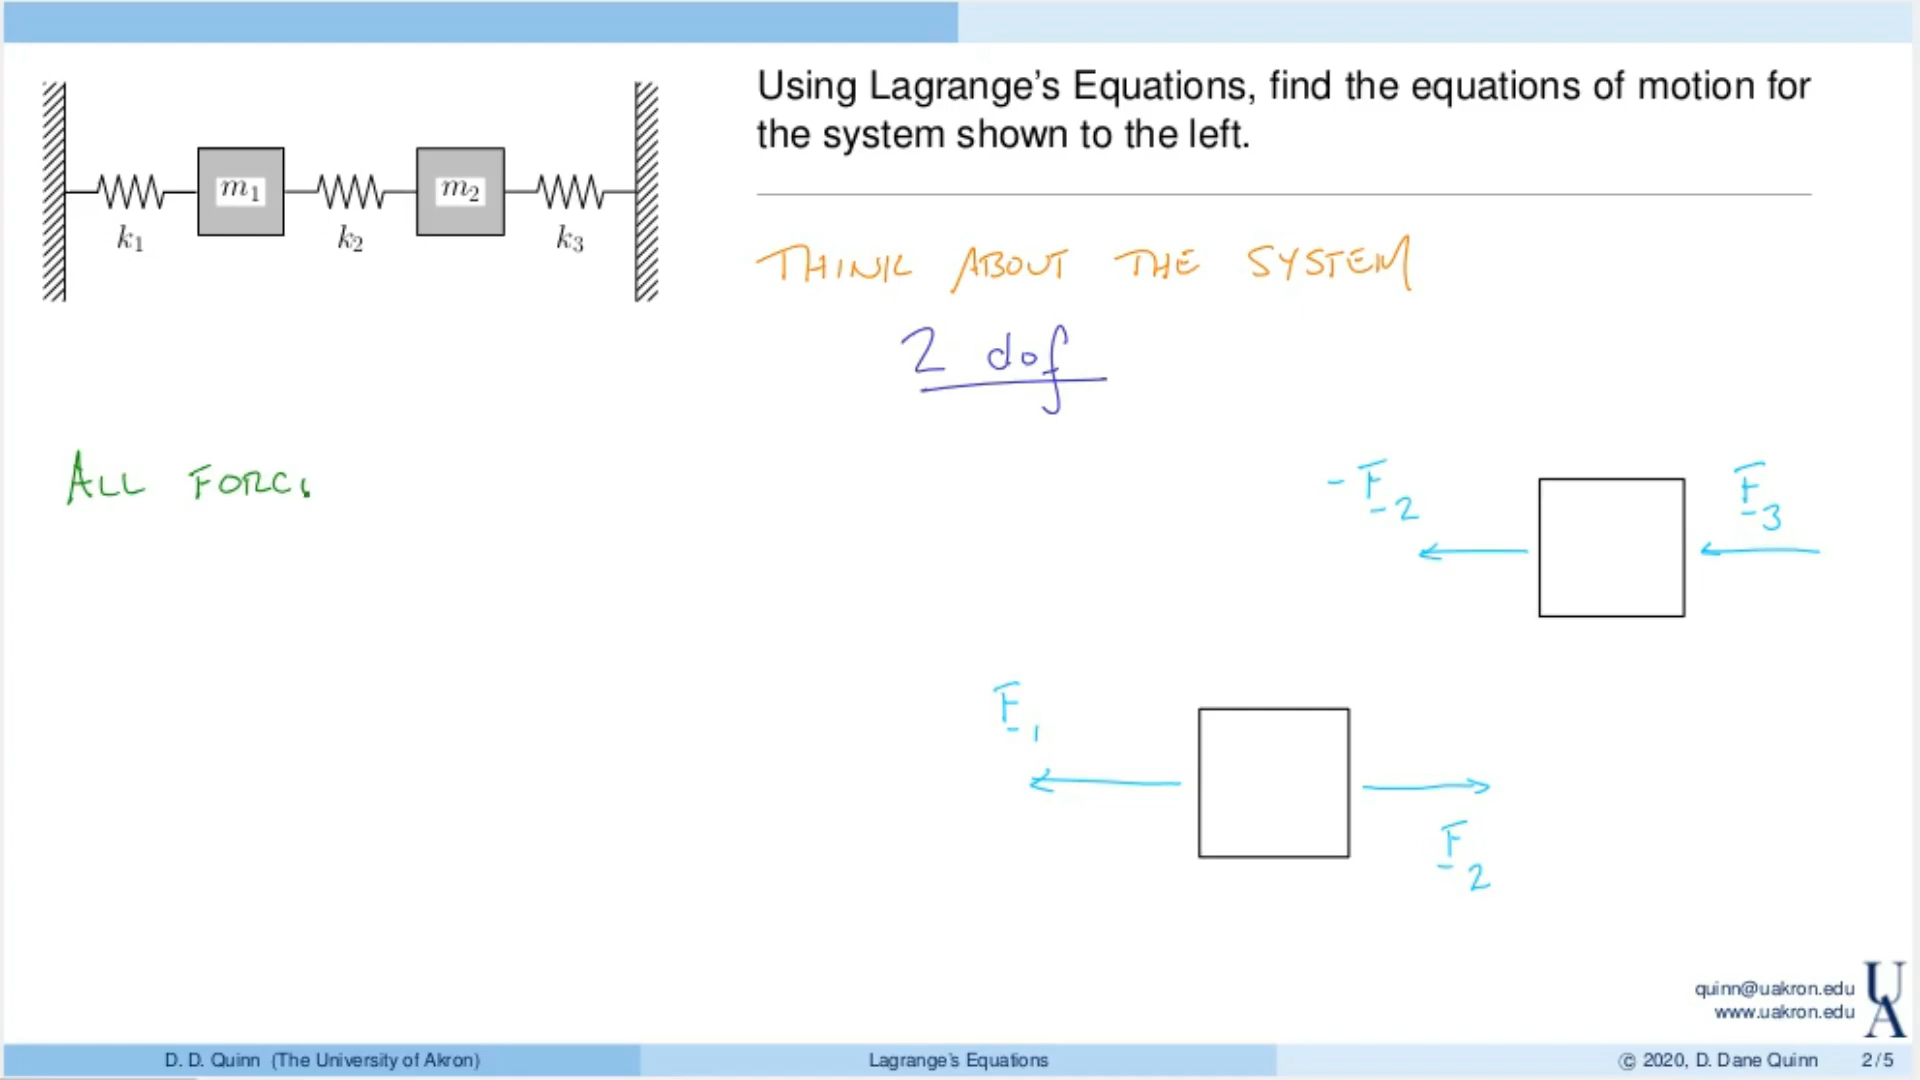 Using Lagrange's Equations, find the equations of motion for
the system shown to the left.
m1 m2
k1 k2 k3
THINK ABOUT THE SYSTEM
2 dof
ALL FORC
-F2 F3
F1
F2
quinn@uakron.edu
www.uakron.edu
UA
D. D. Quinn (The University of Akron) Lagrange's Equations © 2020, D. Dane Quinn 2/5